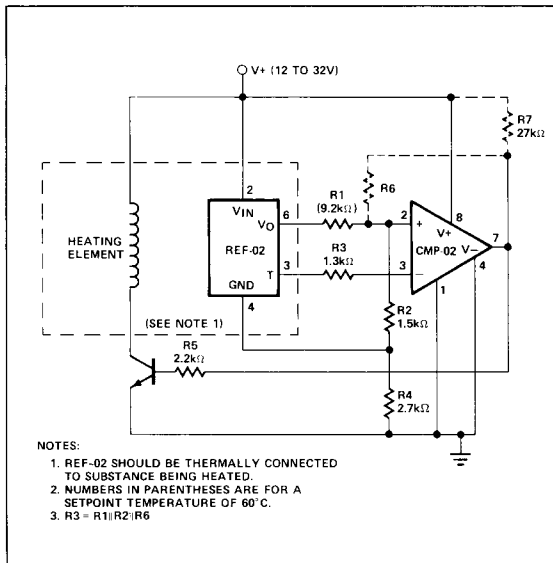 V+ (12 TO 32V)
R7
27kΩ
R6
2
6
R1
(9.2kΩ)
2
8
7
VIN
VO
+
V+
REF-02
CMP-02
HEATING
ELEMENT
R3
1.3kΩ
V−
4
T
3
3
−
GND
4
1
(SEE NOTE 1)
R2
1.5kΩ
R5
2.2kΩ
R4
2.7kΩ
NOTES:
1. REF-02 SHOULD BE THERMALLY CONNECTED
TO SUBSTANCE BEING HEATED.
2. NUMBERS IN PARENTHESES ARE FOR A
SETPOINT TEMPERATURE OF 60°C.
3. R3 = R1||R2||R6